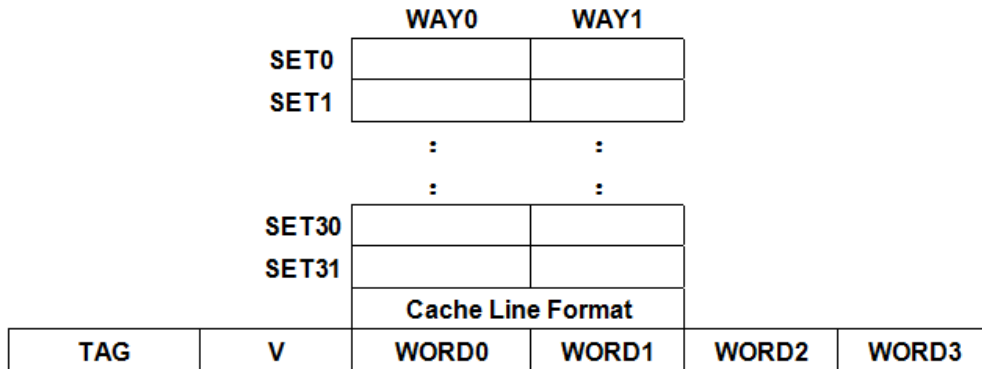 WAY0 WAY1
SET0
SET1
: :
: :
SET30
SET31
Cache Line Format
TAG V WORD0 WORD1 WORD2 WORD3